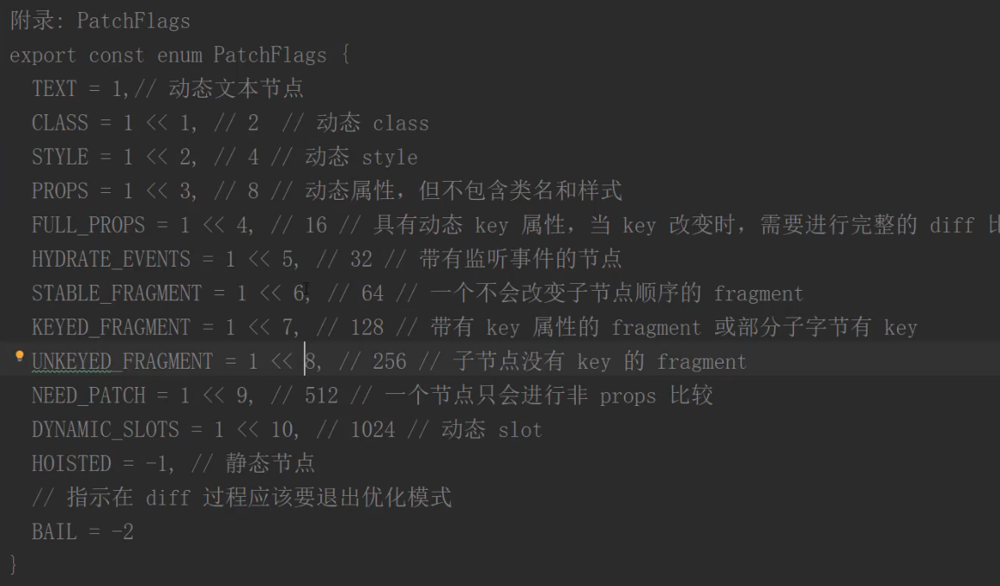 附录: PatchFlags
export const enum PatchFlags {
TEXT = 1,// 动态文本节点
CLASS = 1 << 1, // 2 // 动态 class
STYLE = 1 << 2, // 4 // 动态 style
PROPS = 1 << 3, // 8 // 动态属性，但不包含类名和样式
FULL_PROPS = 1 << 4, // 16 // 具有动态 key 属性，当 key 改变时，需要进行完整的 diff 比
HYDRATE_EVENTS = 1 << 5, // 32 // 带有监听事件的节点
STABLE_FRAGMENT = 1 << 6, // 64 // 一个不会改变子节点顺序的 fragment
KEYED_FRAGMENT = 1 << 7, // 128 // 带有 key 属性的 fragment 或部分子字节有 key
UNKEYED_FRAGMENT = 1 << 8, // 256 // 子节点没有 key 的 fragment
NEED_PATCH = 1 << 9, // 512 // 一个节点只会进行非 props 比较
DYNAMIC_SLOTS = 1 << 10, // 1024 // 动态 slot
HOISTED = -1, // 静态节点
// 指示在 diff 过程应该要退出优化模式
BAIL = -2
}